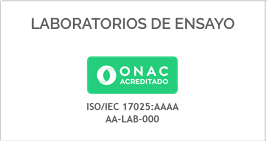 LABORATORIOS DE ENSAYO
ONAC
ACREDITADO
ISO/IEC 17025:AAAA
AA-LAB-000